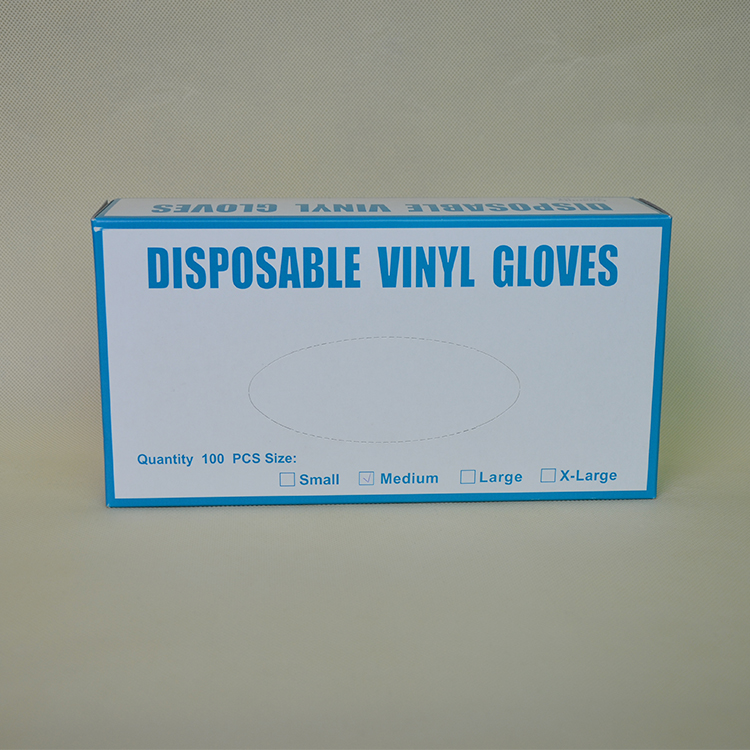 DISPOSABLE VINYL GLOVES
DISPOSABLE VINYL GLOVES
Quantity 100 PCS Size:
Small Medium Large X-Large